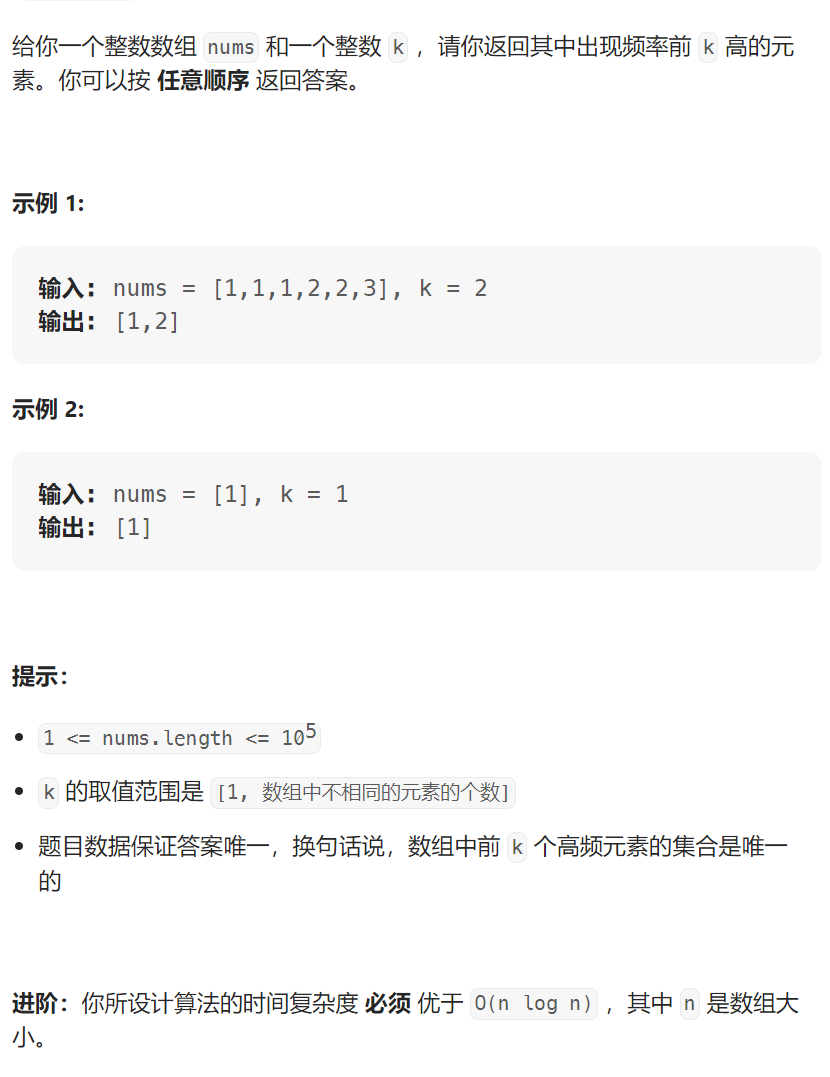 给你一个整数数组 nums 和一个整数 k ，请你返回其中出现频率前 k 高的元
素。你可以按 任意顺序 返回答案。
示例 1:
输入: nums = [1,1,1,2,2,3], k = 2
输出: [1,2]
示例 2:
输入: nums = [1], k = 1
输出: [1]
提示：
• 1 <= nums.length <= 10⁵
• k 的取值范围是 [1, 数组中不相同的元素的个数]
• 题目数据保证答案唯一，换句话说，数组中前 k 个高频元素的集合是唯一
的
进阶：你所设计算法的时间复杂度 必须 优于 O(n log n) ，其中 n 是数组大
小。